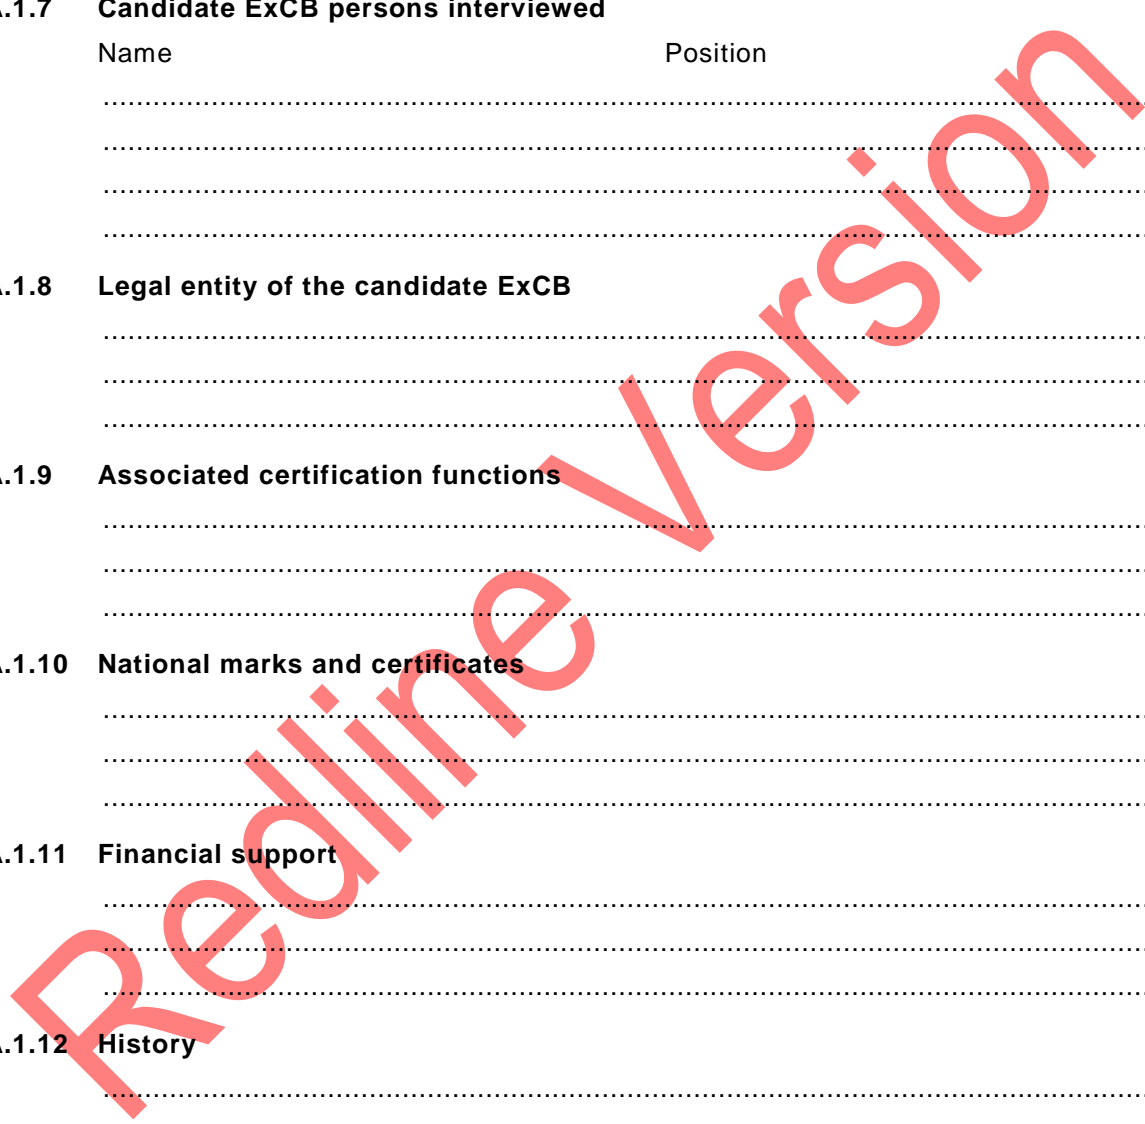 .1.7 Candidate ExCB persons interviewed
Name Position
..........................................................................................................................................
..........................................................................................................................................
..........................................................................................................................................
..........................................................................................................................................
.1.8 Legal entity of the candidate ExCB
..........................................................................................................................................
..........................................................................................................................................
..........................................................................................................................................
.1.9 Associated certification functions
..........................................................................................................................................
..........................................................................................................................................
..........................................................................................................................................
.1.10 National marks and certificates
..........................................................................................................................................
..........................................................................................................................................
..........................................................................................................................................
.1.11 Financial support
..........................................................................................................................................
..........................................................................................................................................
..........................................................................................................................................
.1.12 History
..........................................................................................................................................
Redline Version